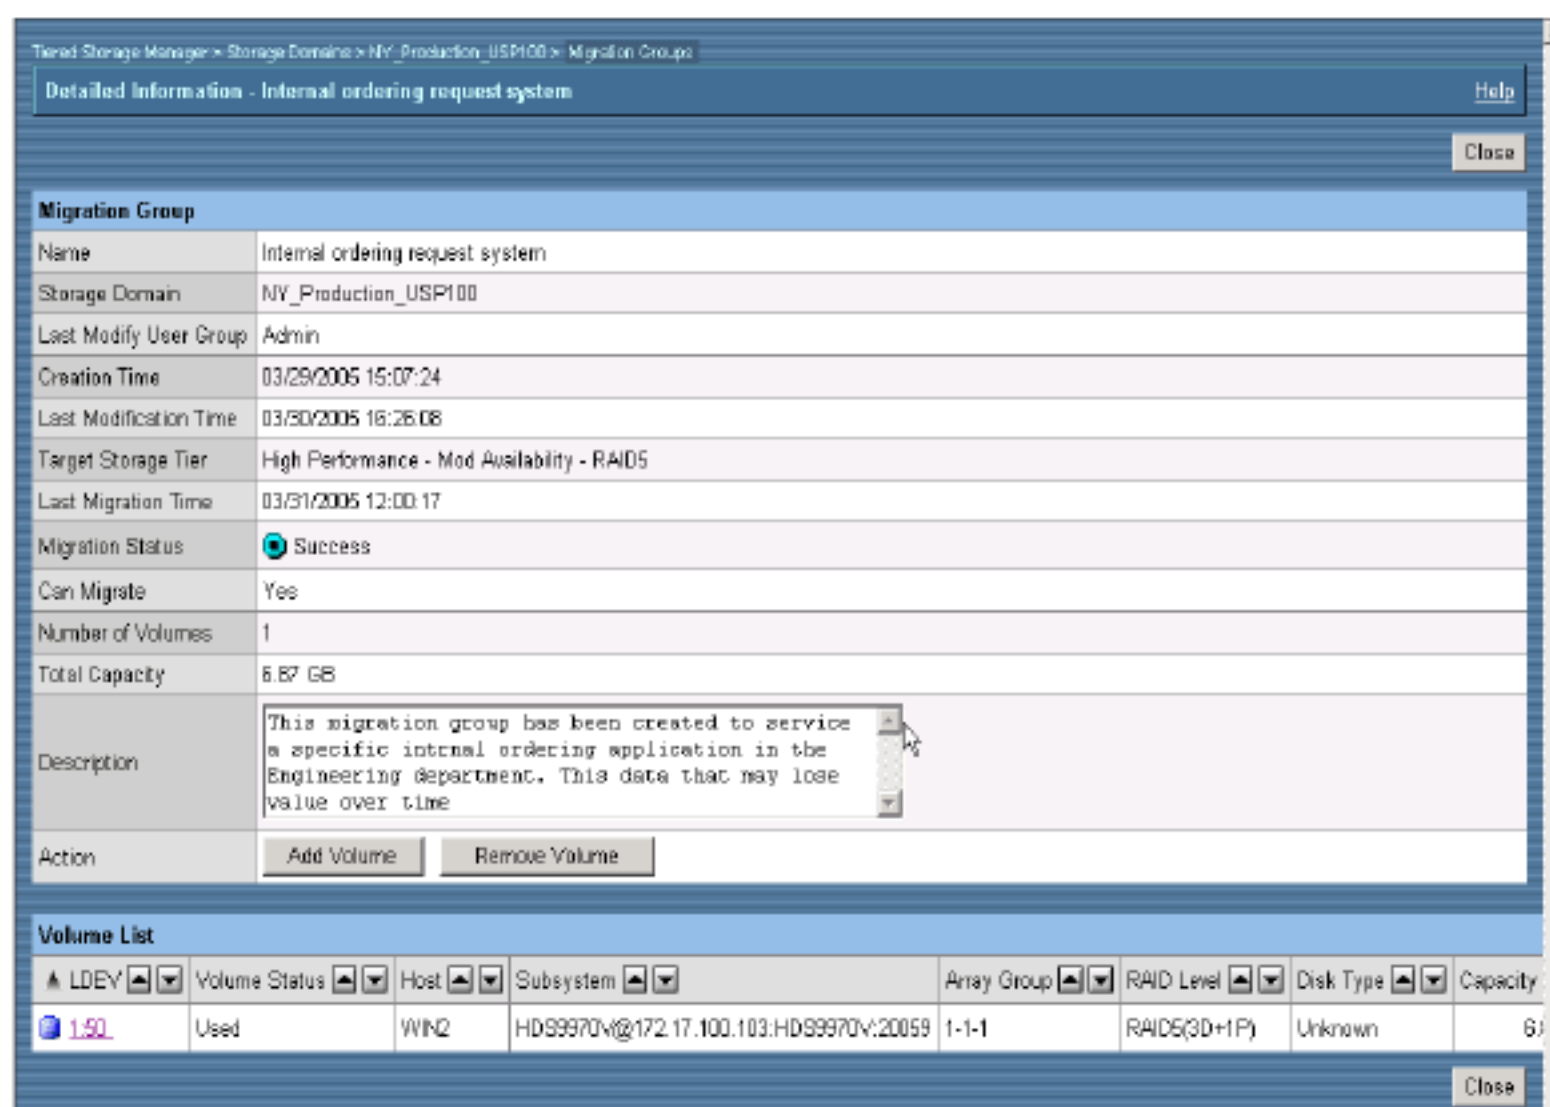 Tiered Storage Manager > Storage Domains > NY_Production_USP100 > Migration Groups
Detailed Information - Internal ordering request system Help
Close
Migration Group
Name Internal ordering request system
Storage Domain NY_Production_USP100
Last Modify User Group Admin
Creation Time 03/29/2005 15:07:24
Last Modification Time 03/30/2005 16:26:08
Target Storage Tier High Performance - Mod Availability - RAID5
Last Migration Time 03/31/2005 12:00:17
Migration Status Success
Can Migrate Yes
Number of Volumes 1
Total Capacity 6.87 GB
Description This migration group has been created to service
a specific intrnal ordering application in the
Engineering department. This data that may lose
value over time
Action Add Volume Remove Volume
Volume List
LDEV Volume Status Host Subsystem Array Group RAID Level Disk Type Capacity
1:50 Used WIN2 HDS9970V@172.17.100.103:HDS9970V:20059 1-1-1 RAID5(3D+1P) Unknown
Close